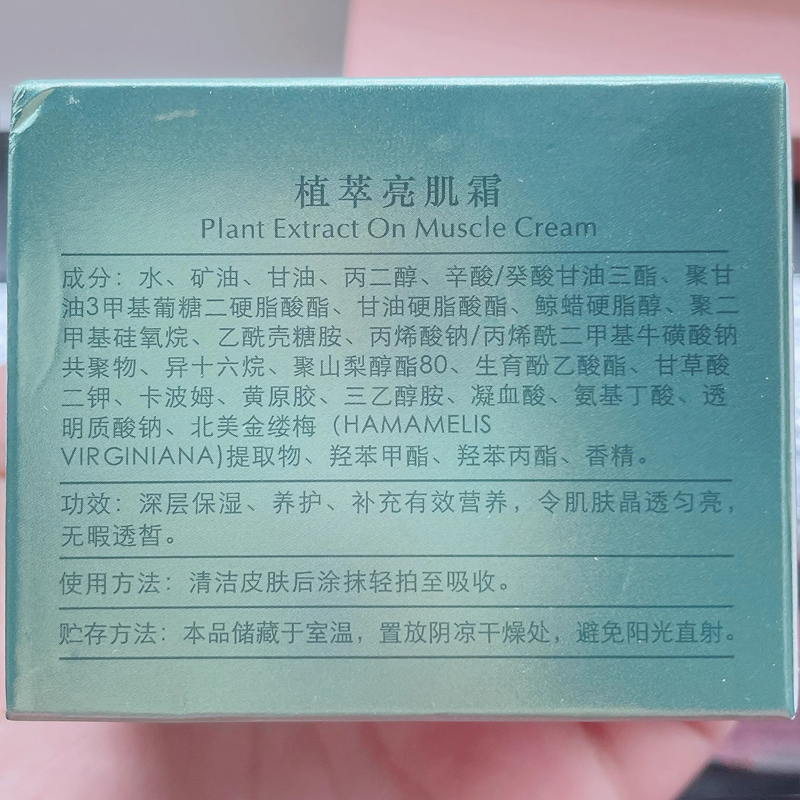 植萃亮肌霜
Plant Extract On Muscle Cream
成分：水、矿油、甘油、丙二醇、辛酸/癸酸甘油三酯、聚甘
油3甲基葡糖二硬脂酸酯、甘油硬脂酸酯、鲸蜡硬脂醇、聚二
甲基硅氧烷、乙酰壳糖胺、丙烯酸钠/丙烯酰二甲基牛磺酸钠
共聚物、异十六烷、聚山梨醇酯80、生育酚乙酸酯、甘草酸
二钾、卡波姆、黄原胶、三乙醇胺、凝血酸、氨基丁酸、透
明质酸钠、北美金缕梅（HAMAMELIS
VIRGINIANA)提取物、羟苯甲酯、羟苯丙酯、香精。
功效：深层保湿、养护、补充有效营养，令肌肤晶透匀亮，
无暇透皙。
使用方法：清洁皮肤后涂抹轻拍至吸收。
贮存方法：本品储藏于室温，置放阴凉干燥处，避免阳光直射。